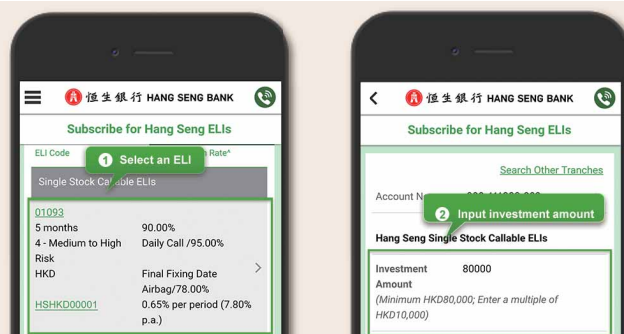 恒生銀行 HANG SENG BANK
Subscribe for Hang Seng ELIs
ELI Code
Rate^
1 Select an ELI
Single Stock Callable ELIs
01093
5 months 90.00%
4 - Medium to High Daily Call /95.00%
Risk
HKD Final Fixing Date
Airbag/78.00%
HSHKD00001 0.65% per period (7.80%
p.a.)
恒生銀行 HANG SENG BANK
Subscribe for Hang Seng ELIs
Search Other Tranches
Account N
2 Input investment amount
Hang Seng Single Stock Callable ELIs
Investment 80000
Amount
(Minimum HKD80,000; Enter a multiple of
HKD10,000)